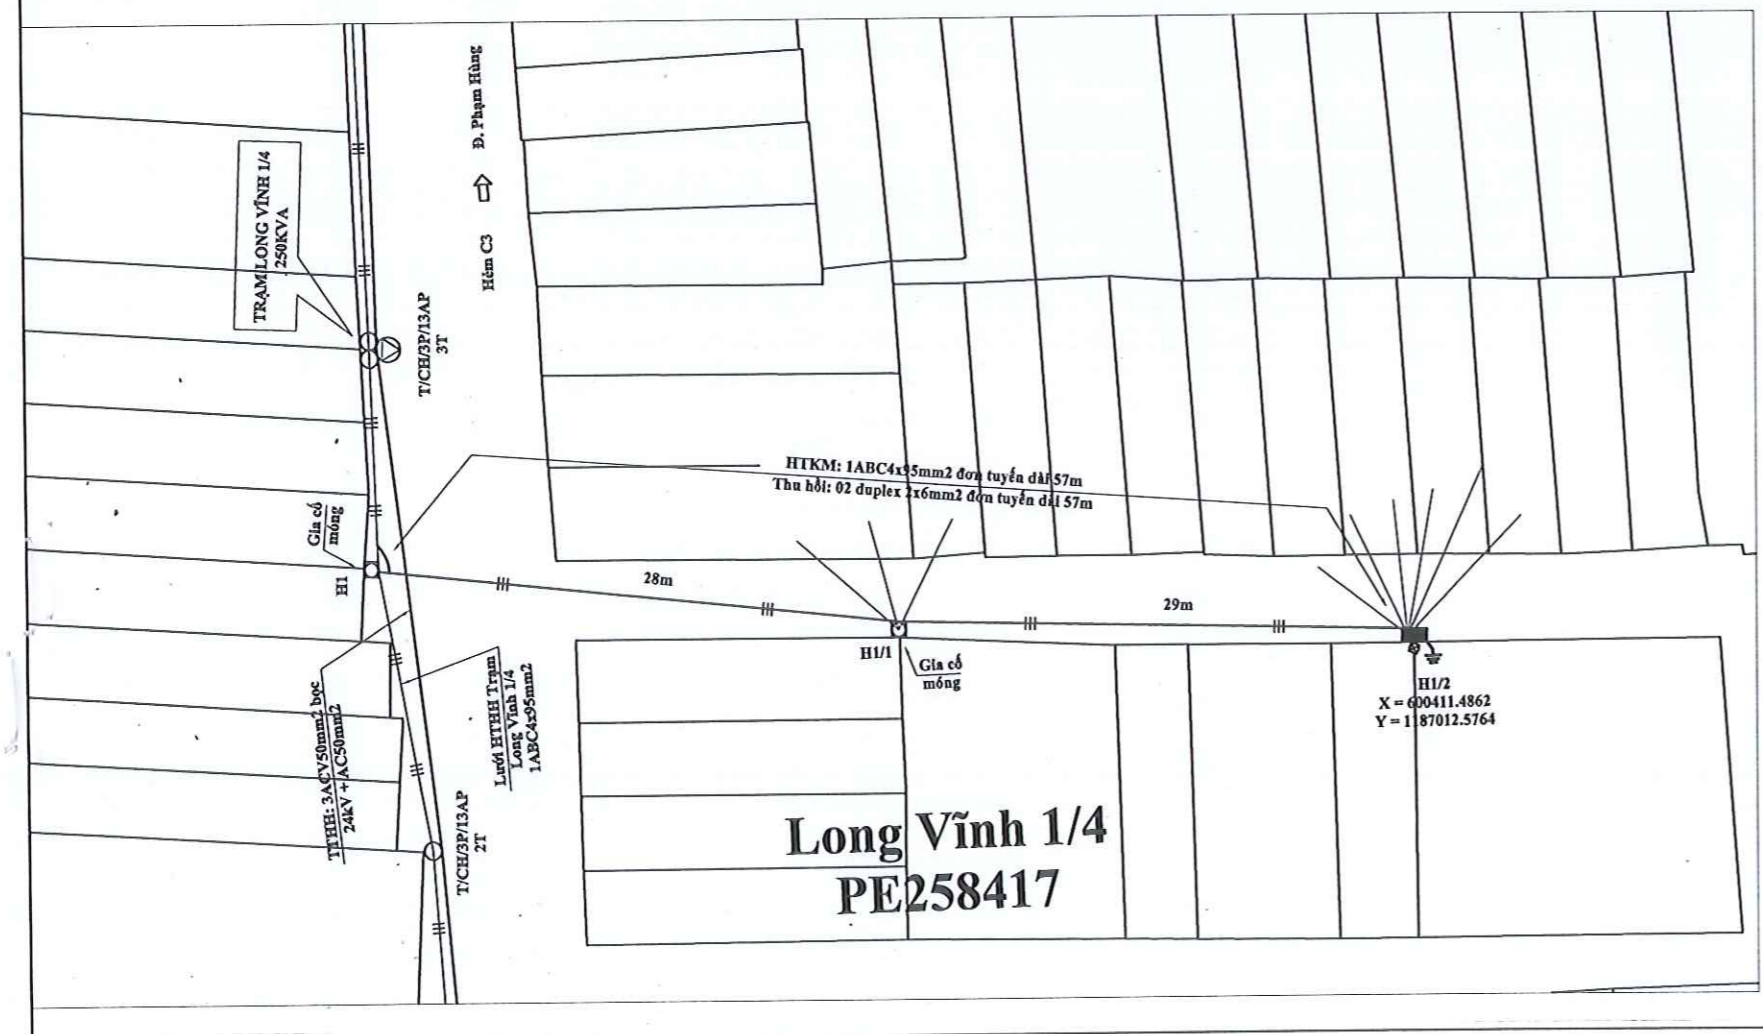 TRẠM LONG VĨNH 1/4
250KVA
Hẻm C3
Đ. Phạm Hùng
T/CH/3P/13AP
3T
HTKM: 1ABC4x95mm2 đơn tuyến dài 57m
Thu hồi: 02 duplex 2x6mm2 đơn tuyến dài 57m
Gia cố
móng
H1
28m
29m
H1/1
Gia cố
móng
H1/2
X = 600411.4862
Y = 1187012.5764
TTHH: 3ACV50mm2 bọc
24kV + AC50mm2
Lưới HTHH Trạm
Long Vĩnh 1/4
1ABC4x95mm2
T/CH/3P/13AP
2T
Long Vĩnh 1/4
PE258417